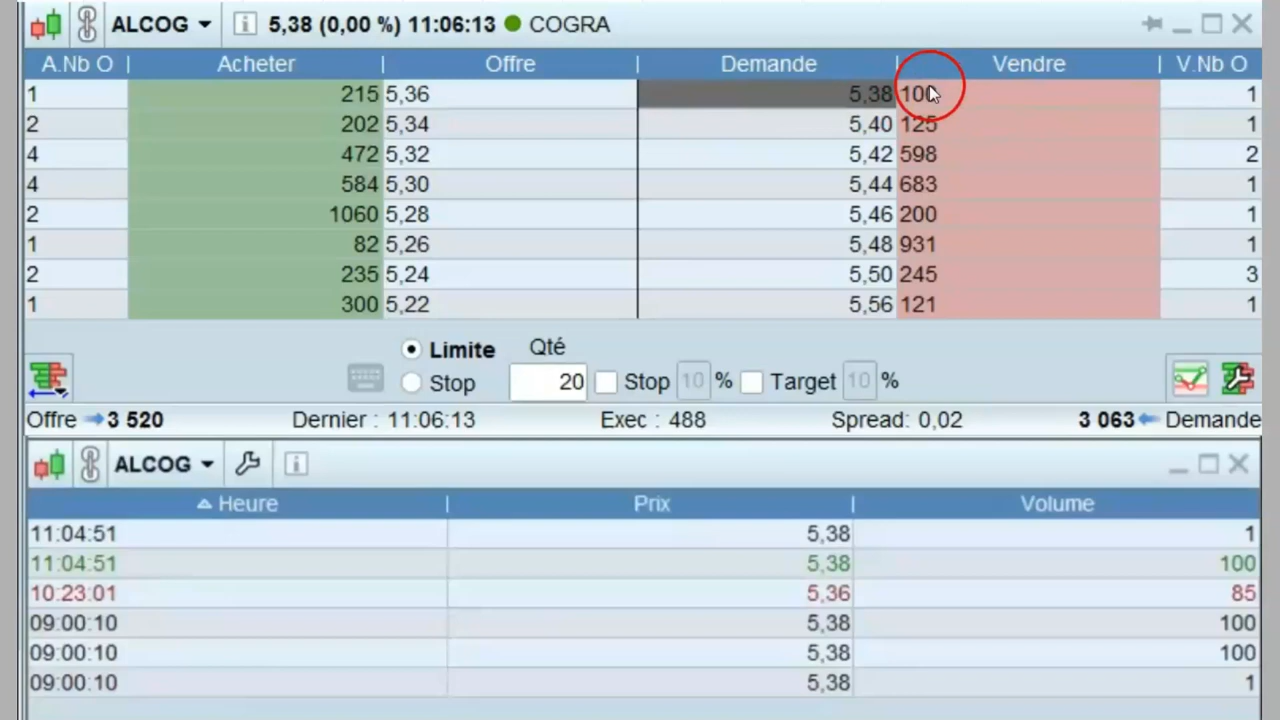 ALCOG 5,38 (0,00 %) 11:06:13 COGRA
A.Nb O Acheter Offre Demande Vendre V.Nb O
1 215 5,36 5,38 100 1
2 202 5,34 5,40 125 1
4 472 5,32 5,42 598 2
4 584 5,30 5,44 683 1
2 1060 5,28 5,46 200 1
1 82 5,26 5,48 931 1
2 235 5,24 5,50 245 3
1 300 5,22 5,56 121 1
Limite Qté
Stop 20 Stop 10 % Target 10 %
Offre 3 520 Dernier : 11:06:13 Exec : 488 Spread: 0,02 3 063 Demande
ALCOG
Heure Prix Volume
11:04:51 5,38 1
11:04:51 5,38 100
10:23:01 5,36 85
09:00:10 5,38 100
09:00:10 5,38 100
09:00:10 5,38 1